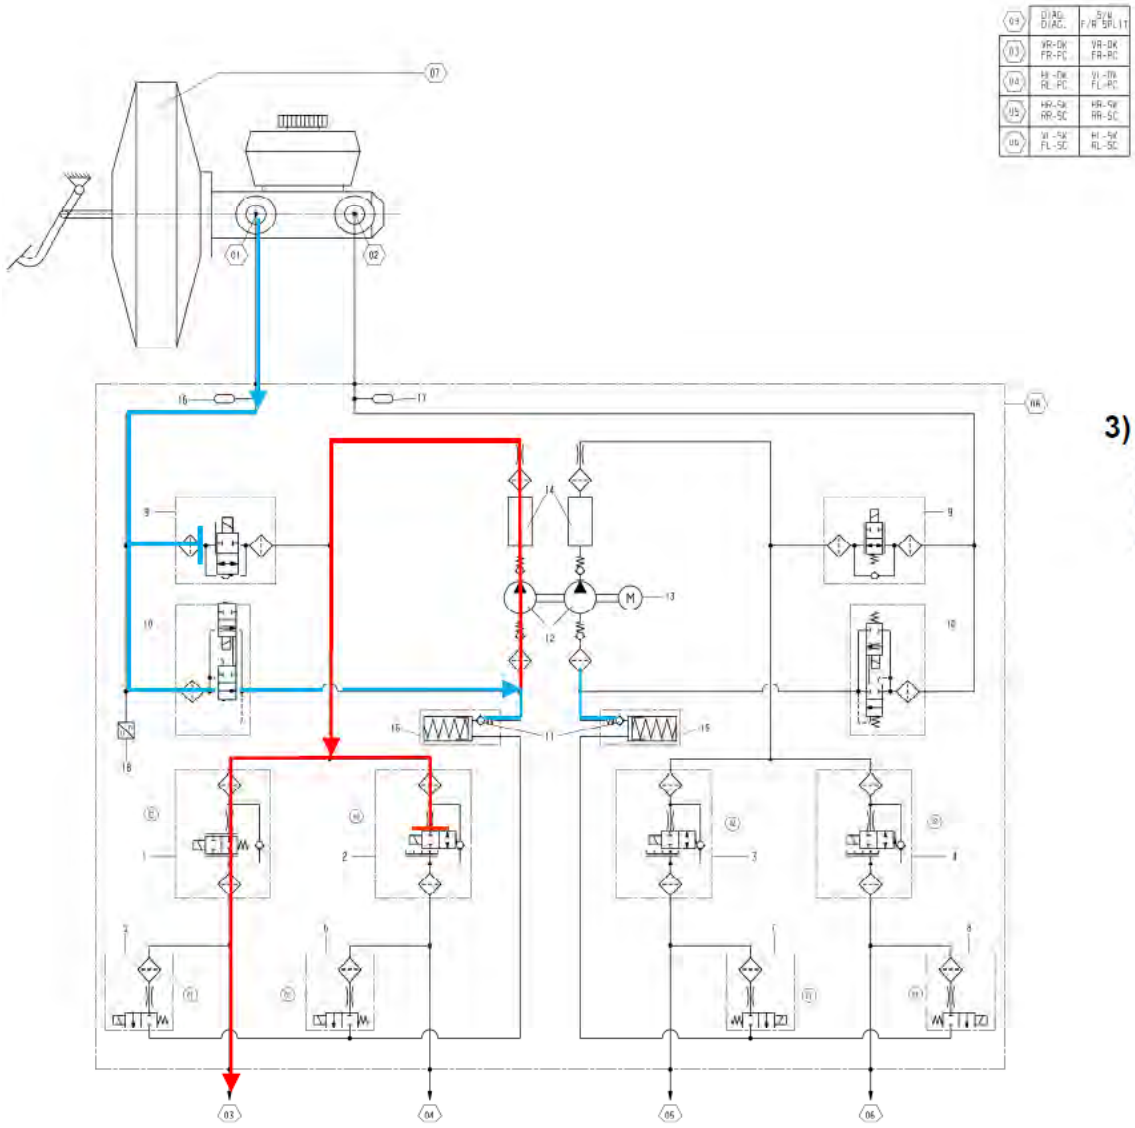 09 DIAG. S/W
DIAG. F/R SPLIT
03 VR-DK VR-DK
FR-PC FR-PC
04 HL-DK VL-DK
RL-PC FL-PC
05 HR-SK HR-SK
RR-SC RR-SC
06 VL-SK HL-SK
FL-SC RL-SC
07
01
02
16
17
08
3)
9
14
9
10
12
M
13
10
15
11
15
18
1
2
3
4
5
6
7
8
03
04
05
06